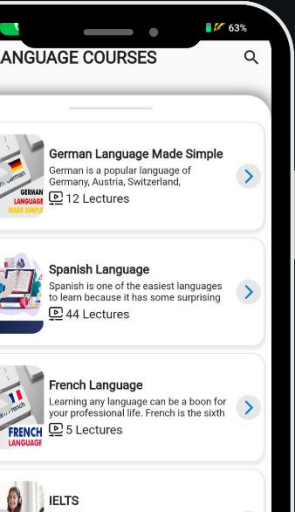 63%
ANGUAGE COURSES
German Language Made Simple
German is a popular language of
Germany, Austria, Switzerland,
12 Lectures
German
GERMAN
LANGUAGE
MADE SIMPLE
Spanish Language
Spanish is one of the easiest languages
to learn because it has some surprising
44 Lectures
French Language
Learning any language can be a boon for
your professional life. French is the sixth
5 Lectures
French
FRENCH
LANGUAGE
IELTS